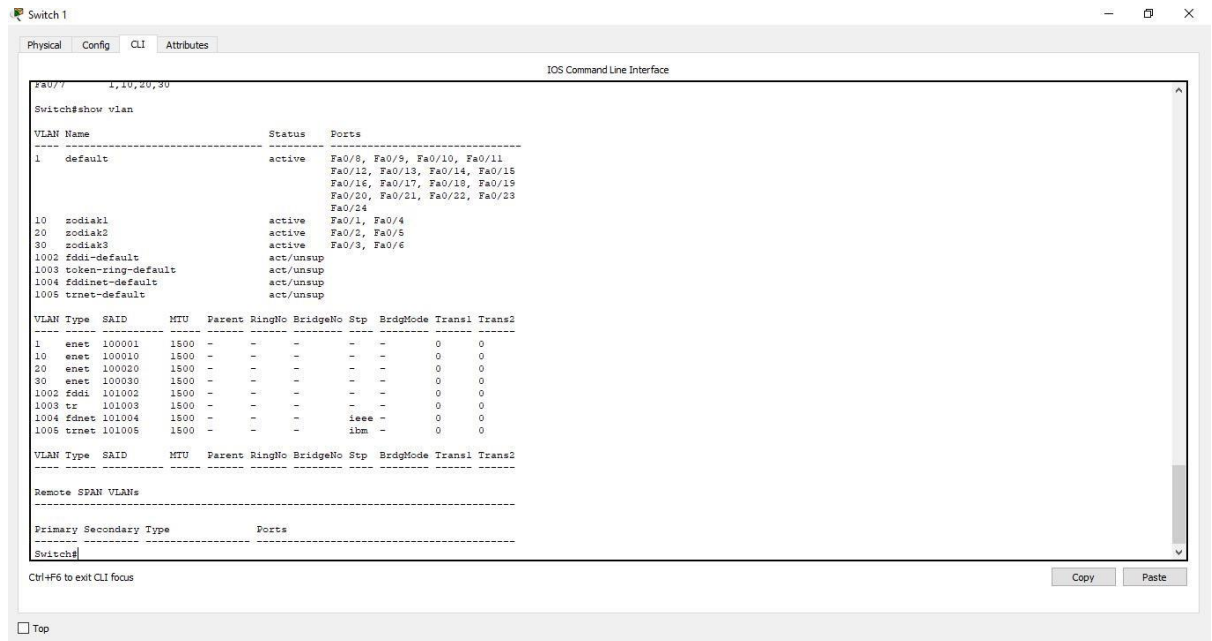 Switch 1
Physical Config CLI Attributes
IOS Command Line Interface
Fa0/7 1,10,20,30
Switch#show vlan
VLAN Name Status Ports
---- -------------------------------- --------- -------------------------------
1 default active Fa0/8, Fa0/9, Fa0/10, Fa0/11
Fa0/12, Fa0/13, Fa0/14, Fa0/15
Fa0/16, Fa0/17, Fa0/18, Fa0/19
Fa0/20, Fa0/21, Fa0/22, Fa0/23
Fa0/24
10 zodiak1 active Fa0/1, Fa0/4
20 zodiak2 active Fa0/2, Fa0/5
30 zodiak3 active Fa0/3, Fa0/6
1002 fddi-default act/unsup
1003 token-ring-default act/unsup
1004 fddinet-default act/unsup
1005 trnet-default act/unsup
VLAN Type SAID MTU Parent RingNo BridgeNo Stp BrdgMode Trans1 Trans2
---- ----- ---------- ----- ------ ------ -------- ---- -------- ------ ------
1 enet 100001 1500 - - - - - 0 0
10 enet 100010 1500 - - - - - 0 0
20 enet 100020 1500 - - - - - 0 0
30 enet 100030 1500 - - - - - 0 0
1002 fddi 101002 1500 - - - - - 0 0
1003 tr 101003 1500 - - - - - 0 0
1004 fdnet 101004 1500 - - - ieee - 0 0
1005 trnet 101005 1500 - - - ibm - 0 0
VLAN Type SAID MTU Parent RingNo BridgeNo Stp BrdgMode Trans1 Trans2
---- ----- ---------- ----- ------ ------ -------- ---- -------- ------ ------
Remote SPAN VLANs
------------------------------------------------------------------------------
Primary Secondary Type Ports
------- --------- ----------------- ------------------------------------------
Switch#
Ctrl+F6 to exit CLI focus
Copy Paste
Top